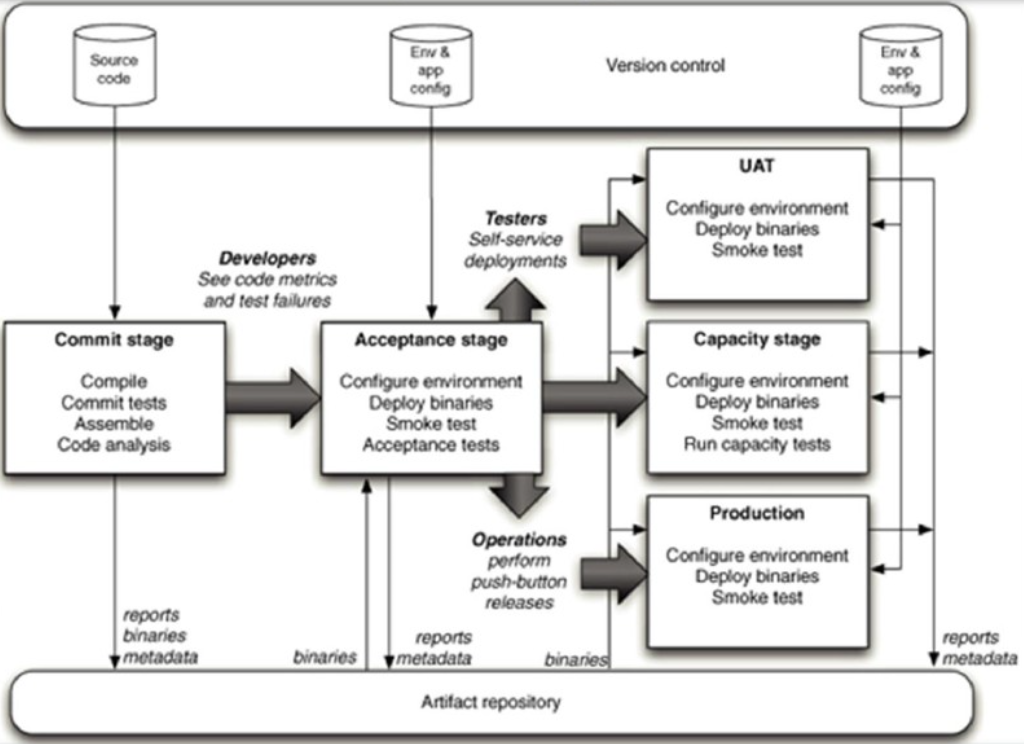 Source
code
Env &
app
config
Version control
Env &
app
config
UAT
Configure environment
Deploy binaries
Smoke test
Testers
Self-service
deployments
Developers
See code metrics
and test failures
Commit stage
Compile
Commit tests
Assemble
Code analysis
Acceptance stage
Configure environment
Deploy binaries
Smoke test
Acceptance tests
Capacity stage
Configure environment
Deploy binaries
Smoke test
Run capacity tests
Operations
perform
push-button
releases
Production
Configure environment
Deploy binaries
Smoke test
reports
binaries
metadata
binaries
reports
metadata
binaries
reports
metadata
Artifact repository